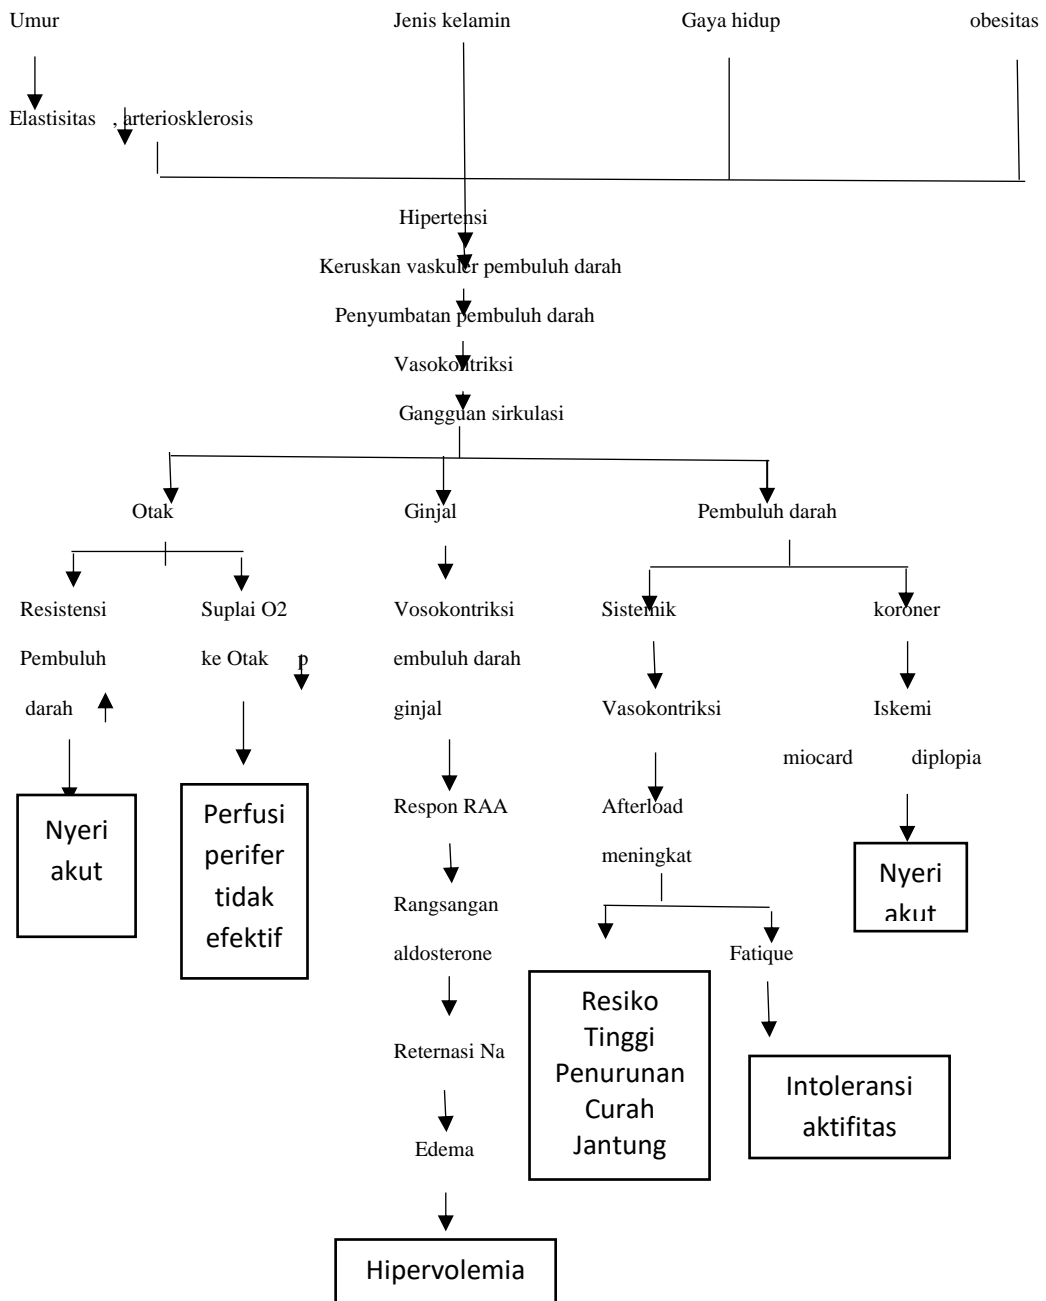 Umur
Jenis kelamin
Gaya hidup
obesitas
Elastisitas , arteriosklerosis
Hipertensi
Keruskan vaskuler pembuluh darah
Penyumbatan pembuluh darah
Vasokontriksi
Gangguan sirkulasi
Otak
Ginjal
Pembuluh darah
Resistensi
Pembuluh
darah
Suplai O2
ke Otak p
Vosokontriksi
embuluh darah
ginjal
Sistemik
koroner
Vasokontriksi
Iskemi
miocard diplopia
Nyeri
akut
Perfusi
perifer
tidak
efektif
Respon RAA
Afterload
meningkat
Nyeri
akut
Rangsangan
aldosterone
Fatique
Resiko
Tinggi
Penurunan
Curah
Jantung
Reternasi Na
Intoleransi
aktifitas
Edema
Hipervolemia